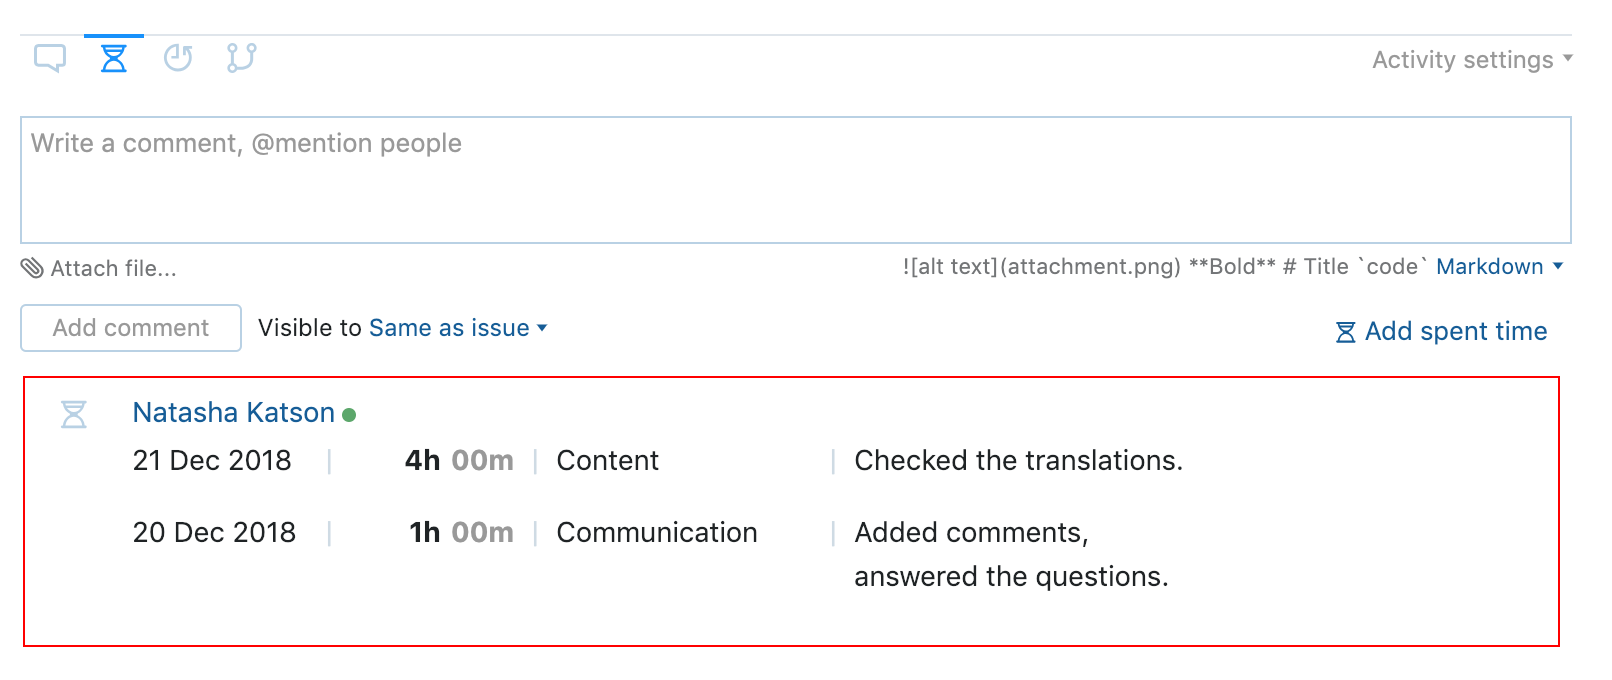 Activity settings
Write a comment, @mention people
Attach file...
![alt text](attachment.png) **Bold** # Title `code` Markdown
Add comment
Visible to Same as issue
Add spent time
Natasha Katson
21 Dec 2018 | 4h 00m | Content | Checked the translations.
20 Dec 2018 | 1h 00m | Communication | Added comments,
answered the questions.